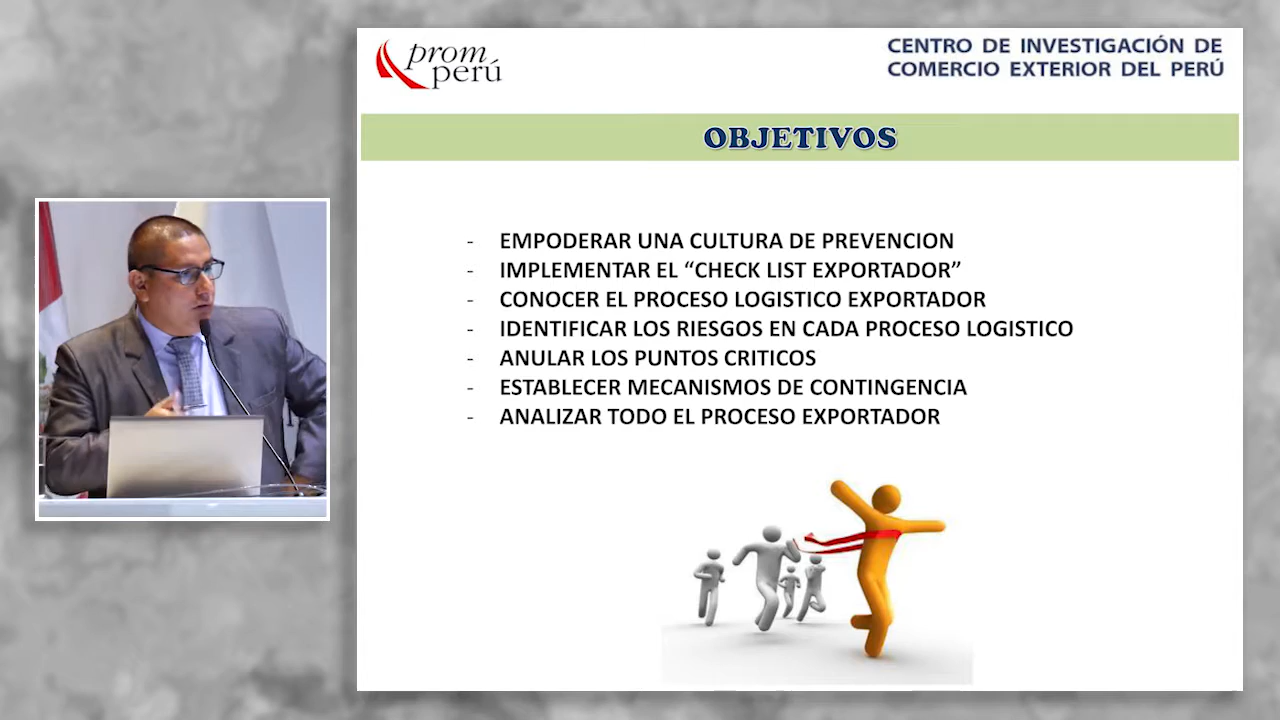 prom
perú
CENTRO DE INVESTIGACIÓN DE
COMERCIO EXTERIOR DEL PERÚ
OBJETIVOS
- EMPODERAR UNA CULTURA DE PREVENCION
- IMPLEMENTAR EL “CHECK LIST EXPORTADOR”
- CONOCER EL PROCESO LOGISTICO EXPORTADOR
- IDENTIFICAR LOS RIESGOS EN CADA PROCESO LOGISTICO
- ANULAR LOS PUNTOS CRITICOS
- ESTABLECER MECANISMOS DE CONTINGENCIA
- ANALIZAR TODO EL PROCESO EXPORTADOR